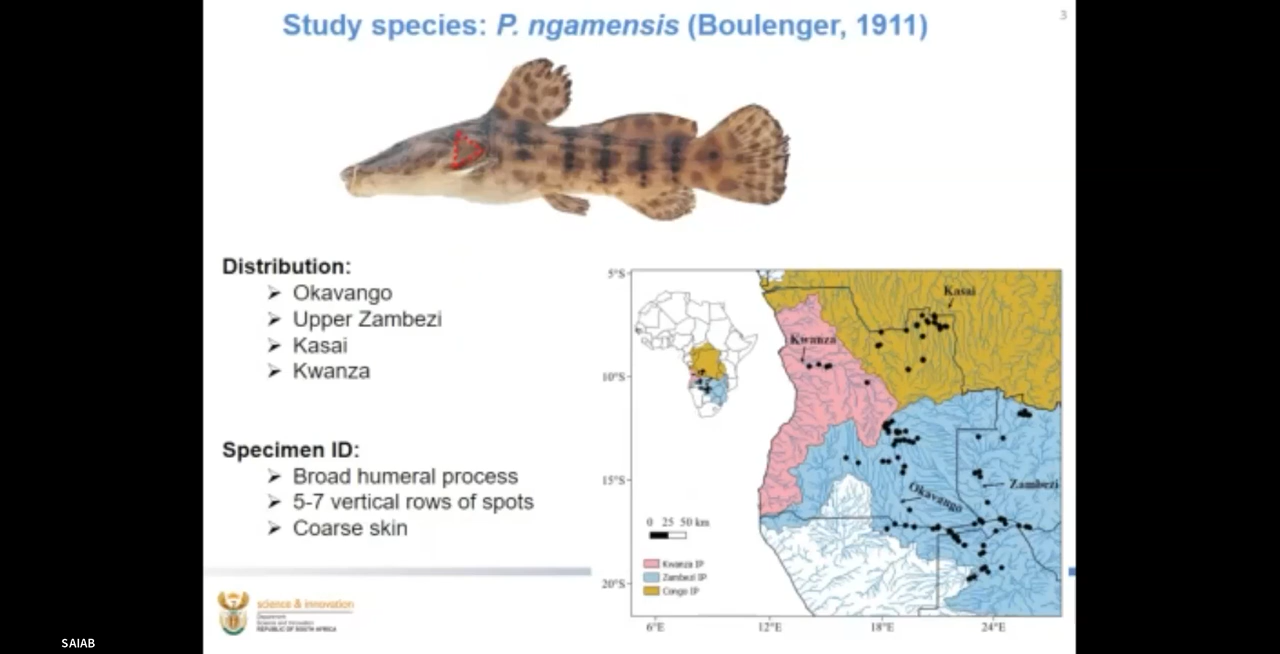 3
Study species: P. ngamensis (Boulenger, 1911)
Distribution:
➢ Okavango
➢ Upper Zambezi
➢ Kasai
➢ Kwanza
Specimen ID:
➢ Broad humeral process
➢ 5-7 vertical rows of spots
➢ Coarse skin
5°S
10°S
15°S
20°S
6°E
12°E
18°E
24°E
Kasai
Kwanza
Okavango
Zambezi
0 25 50 km
Kwanza IP
Zambezi IP
Congo IP
science & innovation
Department:
Science and Innovation
REPUBLIC OF SOUTH AFRICA
SAIAB